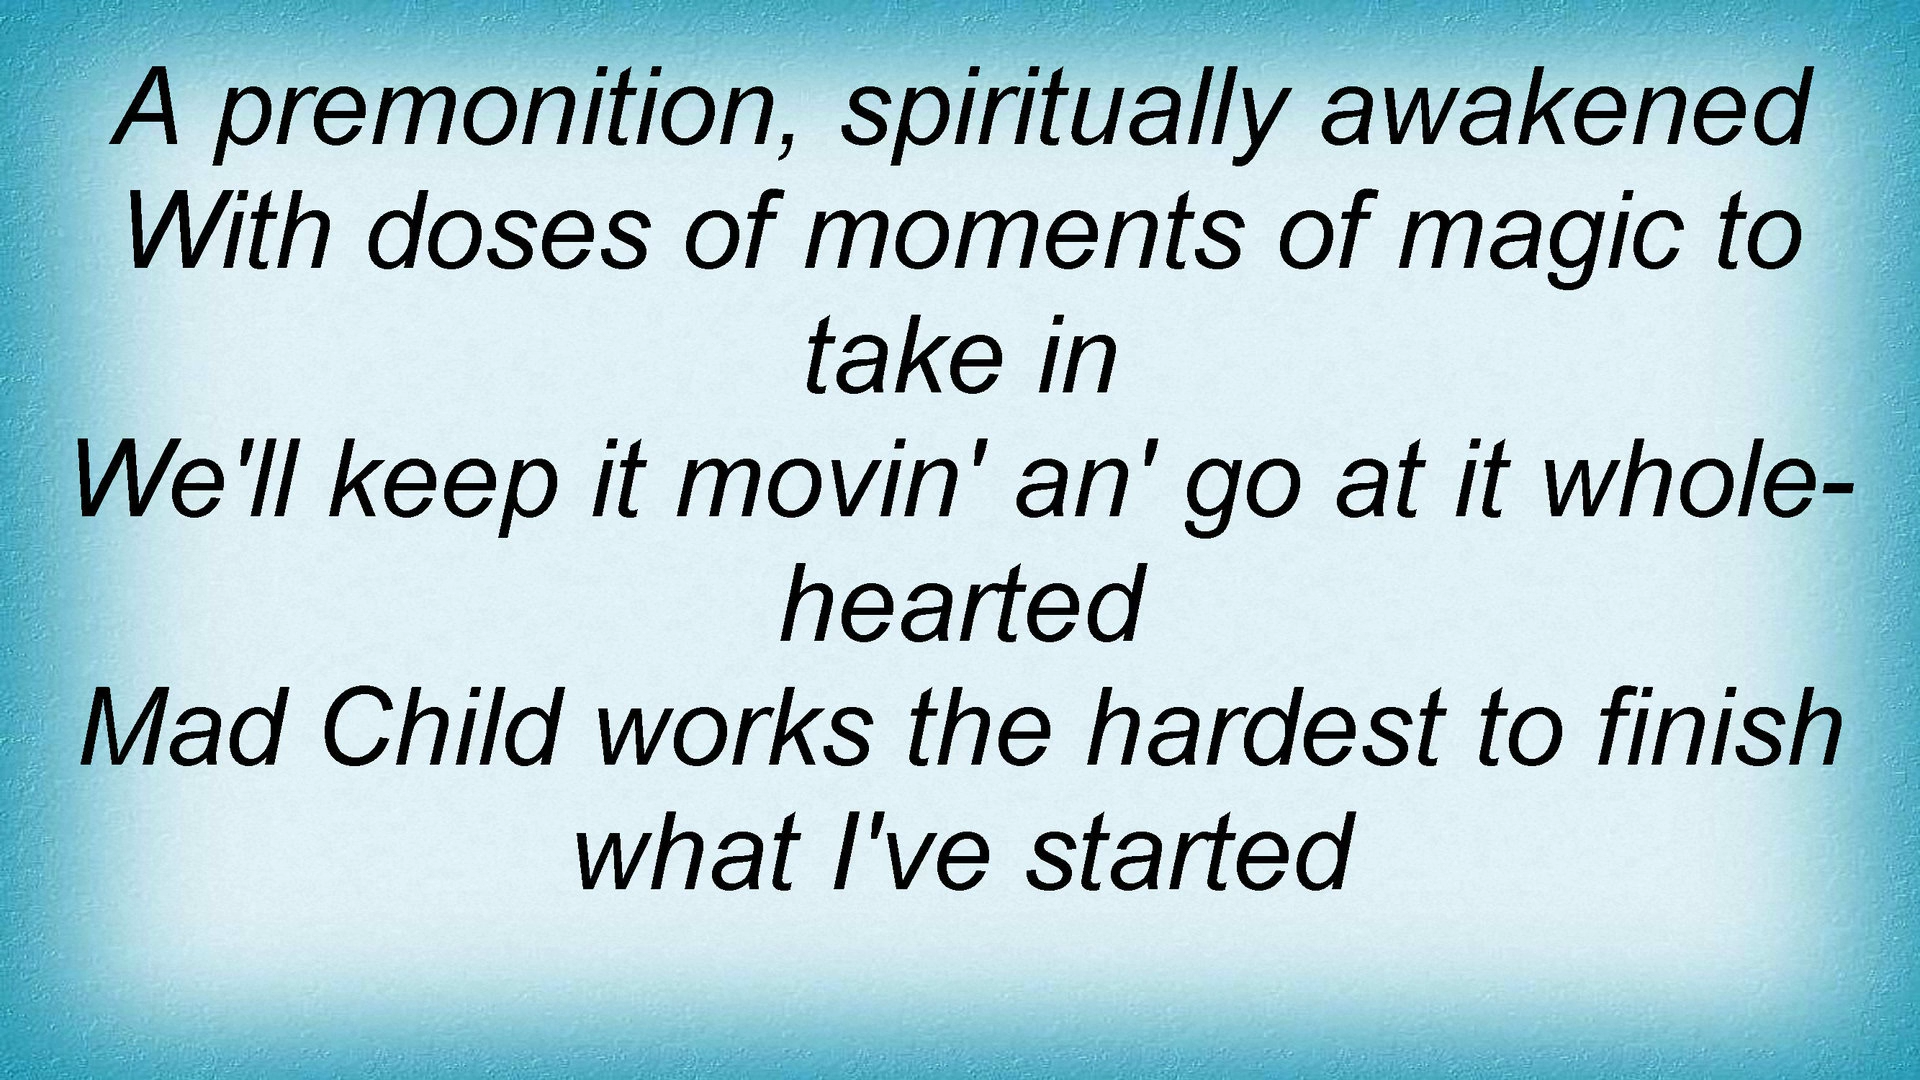 A premonition, spiritually awakened
With doses of moments of magic to
take in
We'll keep it movin' an' go at it whole-
hearted
Mad Child works the hardest to finish
what I've started